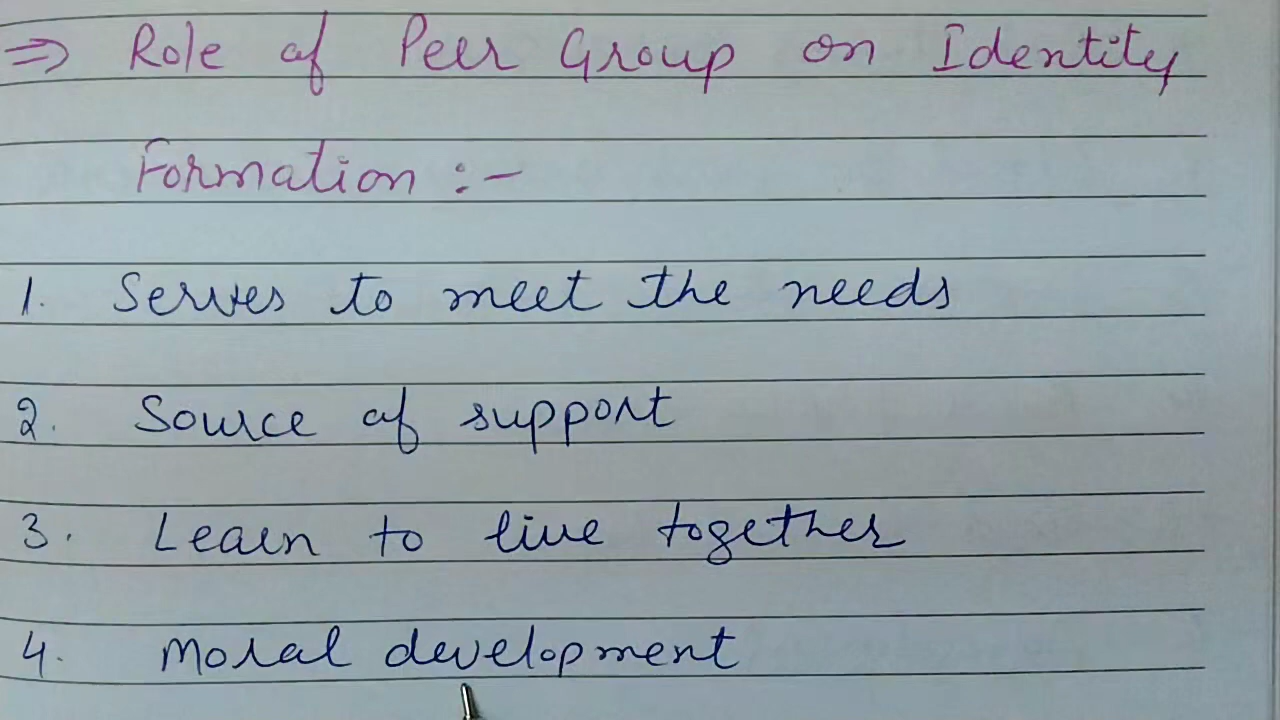 ⇒ Role of Peer Group on Identity
Formation :-
1. Serves to meet the needs
2. Source of support
3. Learn to live together
4. Moral development